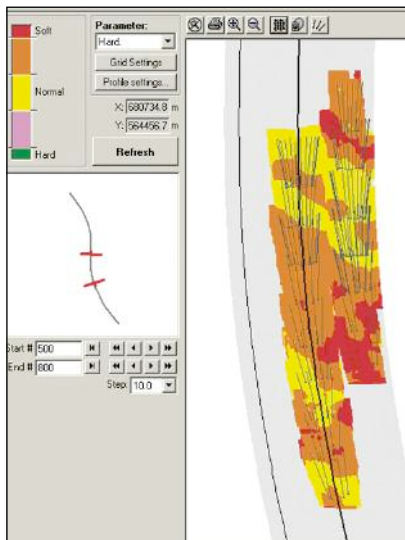 Soft
Normal
Hard
Parameter:
Hard.
Grid Settings
Profile settings...
X: 680734.8 m
Y: 564456.7 m
Refresh
Start # 500
End # 800
Step: 10.0